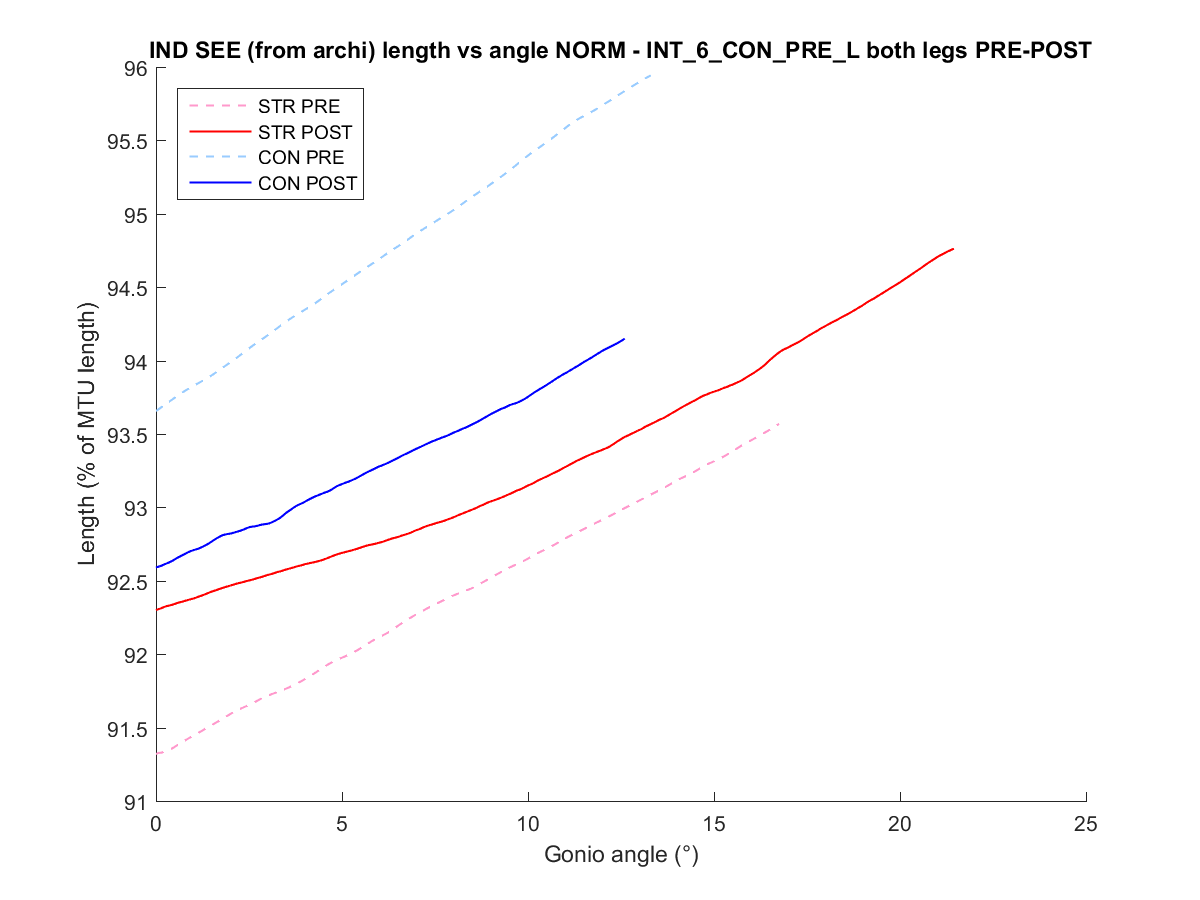 IND SEE (from archi) length vs angle NORM - INT_6_CON_PRE_L both legs PRE-POST
96
95.5
95
94.5
94
93.5
93
92.5
92
91.5
91
Length (% of MTU length)
STR PRE
STR POST
CON PRE
CON POST
0 5 10 15 20 25
Gonio angle (°)